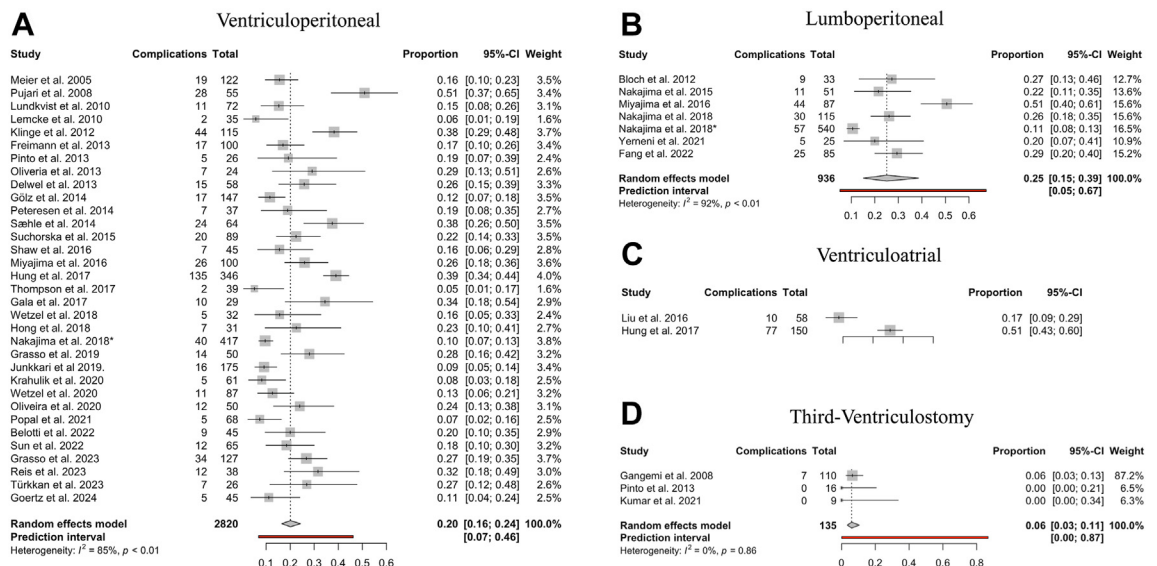 A
Ventriculoperitoneal
Study Complications Total Proportion 95%-CI Weight
Meier et al. 2005 19 122 0.16 [0.10; 0.23] 3.5%
Pujari et al. 2008 28 55 0.51 [0.37; 0.65] 3.4%
Lundkvist et al. 2010 11 72 0.15 [0.08; 0.26] 3.1%
Lemcke et al. 2010 2 35 0.06 [0.01; 0.19] 1.6%
Klinge et al. 2012 44 115 0.38 [0.29; 0.48] 3.8%
Freimann et al. 2013 17 100 0.17 [0.10; 0.26] 3.4%
Pinto et al. 2013 5 26 0.19 [0.07; 0.39] 2.4%
Oliveria et al. 2013 7 24 0.29 [0.13; 0.51] 2.6%
Delwel et al. 2013 15 58 0.26 [0.15; 0.39] 3.2%
Gölz et al. 2014 17 147 0.12 [0.07; 0.18] 3.5%
Peteresen et al. 2014 7 37 0.19 [0.08; 0.35] 2.7%
Sæhle et al. 2014 24 64 0.38 [0.26; 0.50] 3.5%
Suchorska et al. 2015 20 89 0.22 [0.14; 0.33] 3.5%
Shaw et al. 2016 7 45 0.16 [0.06; 0.29] 2.8%
Miyajima et al. 2016 26 100 0.26 [0.18; 0.36] 3.6%
Hung et al. 2017 135 346 0.39 [0.34; 0.44] 4.0%
Thompson et al. 2017 2 39 0.05 [0.01; 0.17] 1.6%
Gala et al. 2017 10 29 0.34 [0.18; 0.54] 2.8%
Wetzel et al. 2018 5 32 0.16 [0.05; 0.33] 2.4%
Hong et al. 2018 7 31 0.23 [0.10; 0.41] 2.7%
Nakajima et al. 2018* 40 417 0.10 [0.07; 0.13] 3.8%
Grasso et al. 2019 14 50 0.28 [0.16; 0.42] 3.2%
Junkkari et al 2019. 16 175 0.09 [0.05; 0.14] 3.4%
Krahulik et al. 2020 5 61 0.08 [0.03; 0.18] 2.5%
Wetzel et al. 2020 11 87 0.13 [0.06; 0.21] 3.2%
Oliveira et al. 2020 12 50 0.24 [0.13; 0.38] 3.1%
Popal et al. 2021 5 68 0.07 [0.02; 0.16] 2.5%
Belotti et al. 2022 9 45 0.20 [0.10; 0.35] 2.9%
Sun et al. 2022 12 65 0.18 [0.10; 0.30] 3.1%
Grasso et al. 2023 34 127 0.27 [0.19; 0.35] 3.7%
Reis et al. 2023 12 38 0.32 [0.18; 0.49] 3.0%
Türkkan et al. 2023 7 26 0.27 [0.12; 0.48] 2.6%
Goertz et al. 2024 5 45 0.11 [0.04; 0.24] 2.5%
Random effects model 2820 0.20 [0.16; 0.24] 100.0%
Prediction interval [0.07; 0.46]
Heterogeneity: I² = 85%, p < 0.01
0.1 0.2 0.3 0.4 0.5 0.6
B
Lumboperitoneal
Study Complications Total Proportion 95%-CI Weight
Bloch et al. 2012 9 33 0.27 [0.13; 0.46] 12.7%
Nakajima et al. 2015 11 51 0.22 [0.11; 0.35] 13.6%
Miyajima et al. 2016 44 87 0.51 [0.40; 0.61] 15.6%
Nakajima et al. 2018 30 115 0.26 [0.18; 0.35] 15.6%
Nakajima et al. 2018* 57 540 0.11 [0.08; 0.13] 16.5%
Yerneni et al. 2021 5 25 0.20 [0.07; 0.41] 10.9%
Fang et al. 2022 25 85 0.29 [0.20; 0.40] 15.2%
Random effects model 936 0.25 [0.15; 0.39] 100.0%
Prediction interval [0.05; 0.67]
Heterogeneity: I² = 92%, p < 0.01
0.1 0.2 0.3 0.4 0.5 0.6
C
Ventriculoatrial
Study Complications Total Proportion 95%-CI
Liu et al. 2016 10 58 0.17 [0.09; 0.29]
Hung et al. 2017 77 150 0.51 [0.43; 0.60]
D
Third-Ventriculostomy
Study Complications Total Proportion 95%-CI Weight
Gangemi et al. 2008 7 110 0.06 [0.03; 0.13] 87.2%
Pinto et al. 2013 0 16 0.00 [0.00; 0.21] 6.5%
Kumar et al. 2021 0 9 0.00 [0.00; 0.34] 6.3%
Random effects model 135 0.06 [0.03; 0.11] 100.0%
Prediction interval [0.00; 0.87]
Heterogeneity: I² = 0%, p = 0.86
0 0.2 0.4 0.6 0.8